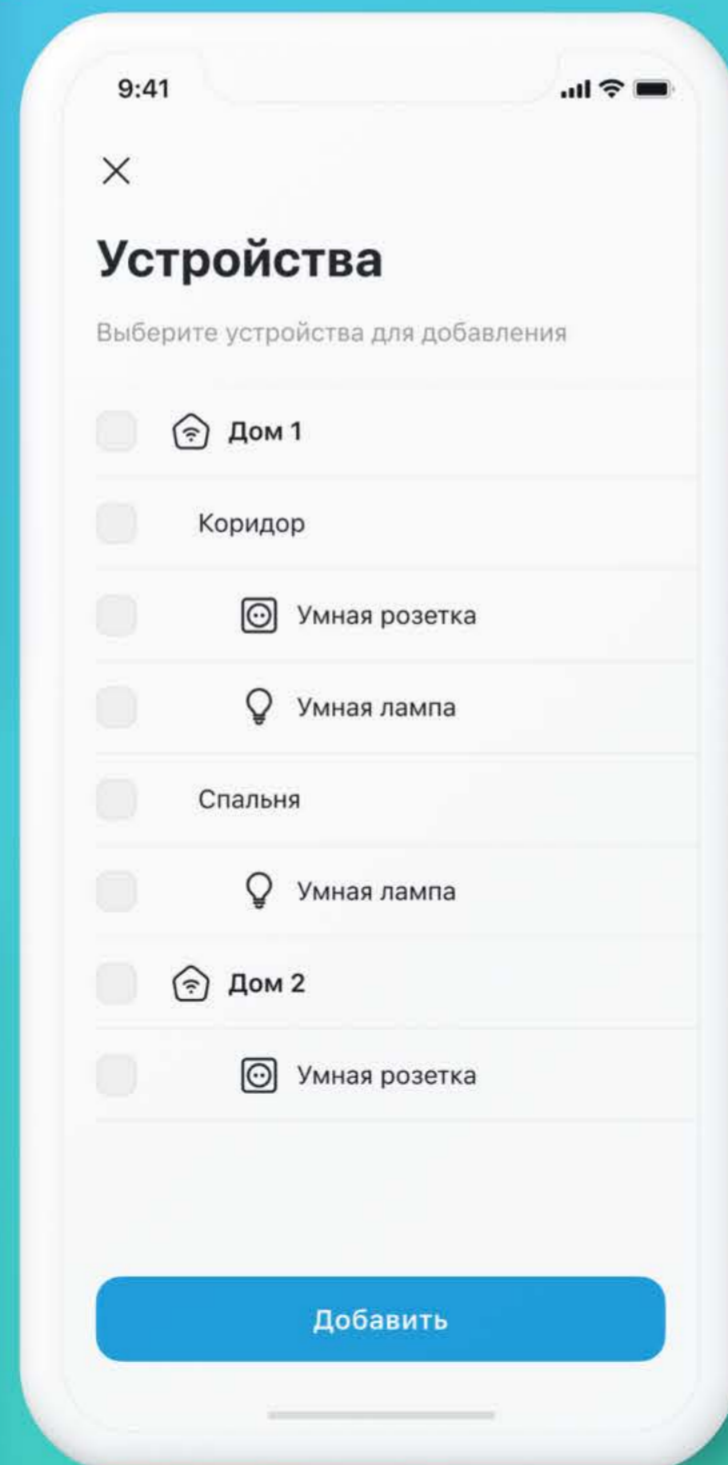 9:41
Устройства
Выберите устройства для добавления
Дом 1
Коридор
Умная розетка
Умная лампа
Спальня
Умная лампа
Дом 2
Умная розетка
Добавить